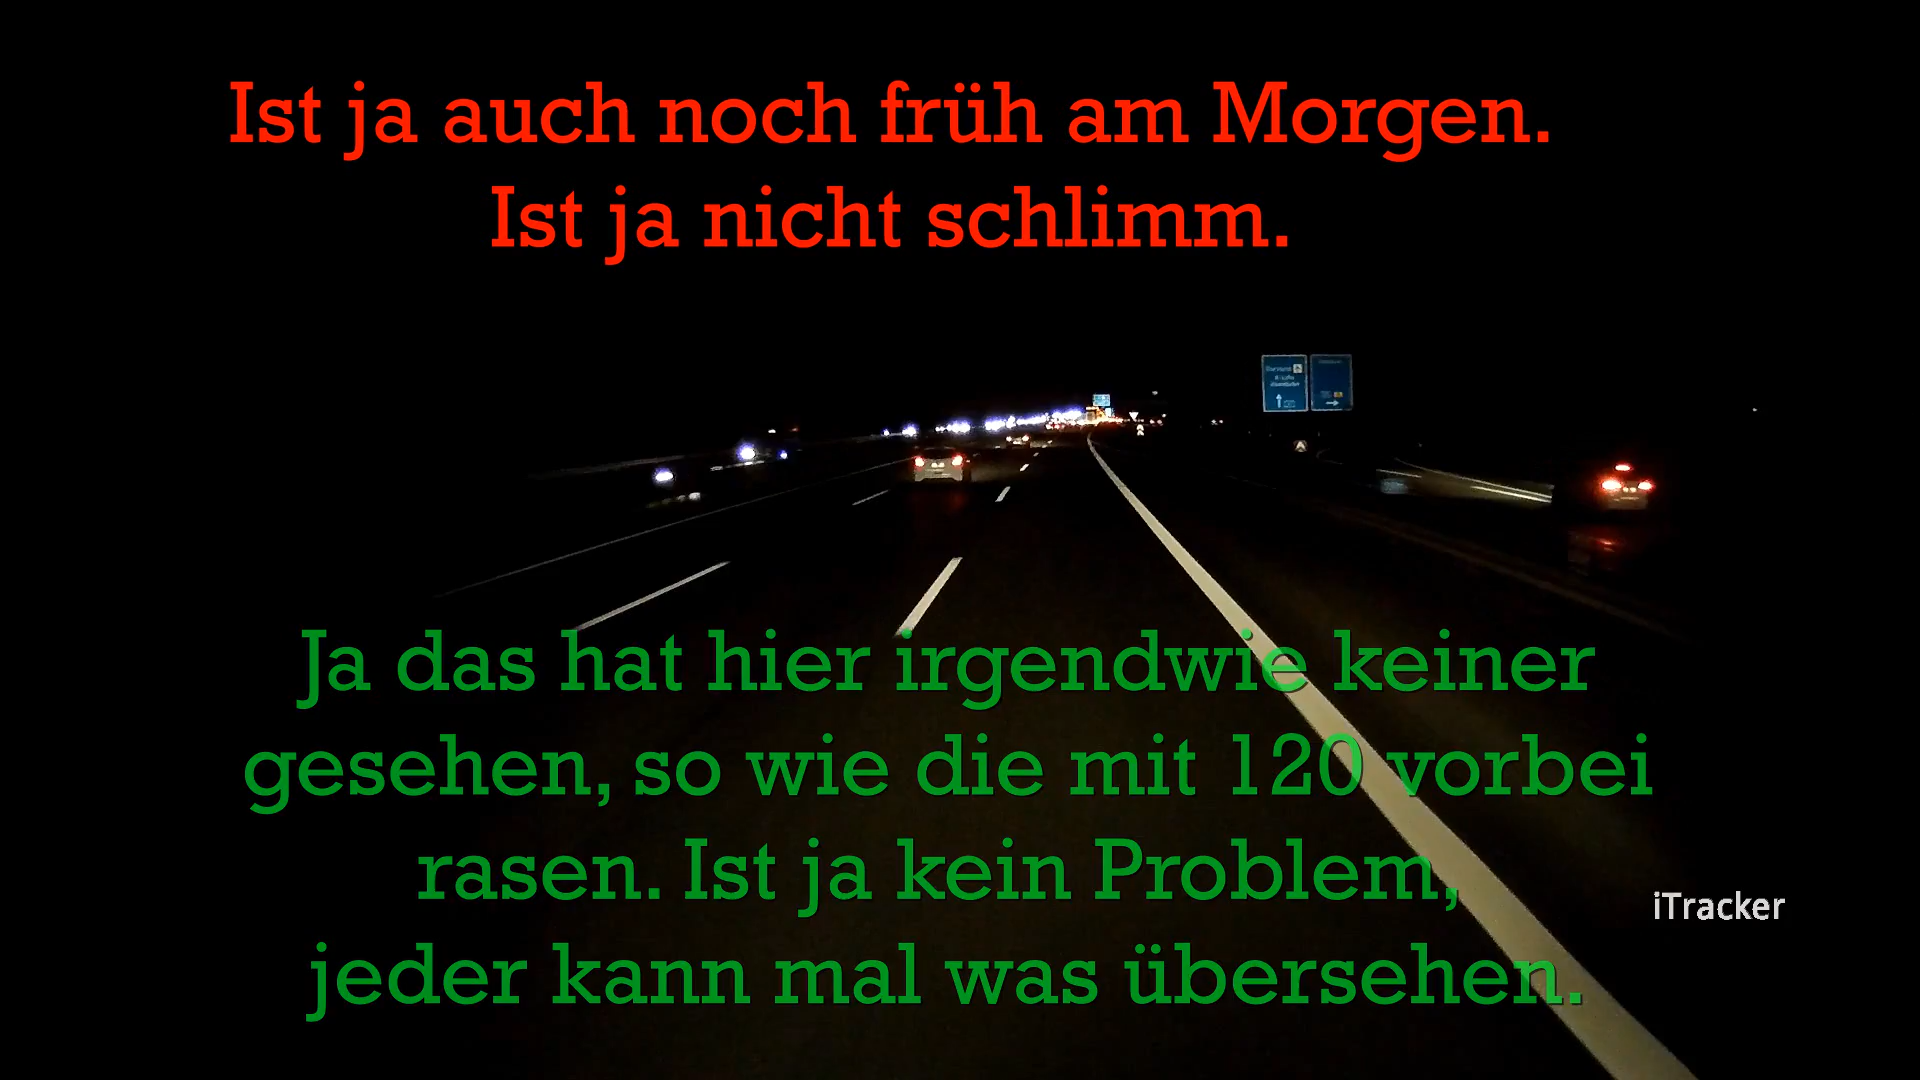 Ist ja auch noch früh am Morgen.
Ist ja nicht schlimm.
Ja das hat hier irgendwie keiner
gesehen, so wie die mit 120 vorbei
rasen. Ist ja kein Problem,
jeder kann mal was übersehen.
iTracker